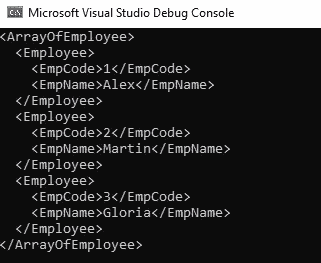 Microsoft Visual Studio Debug Console
<ArrayOfEmployee>
  <Employee>
    <EmpCode>1</EmpCode>
    <EmpName>Alex</EmpName>
  </Employee>
  <Employee>
    <EmpCode>2</EmpCode>
    <EmpName>Martin</EmpName>
  </Employee>
  <Employee>
    <EmpCode>3</EmpCode>
    <EmpName>Gloria</EmpName>
  </Employee>
</ArrayOfEmployee>